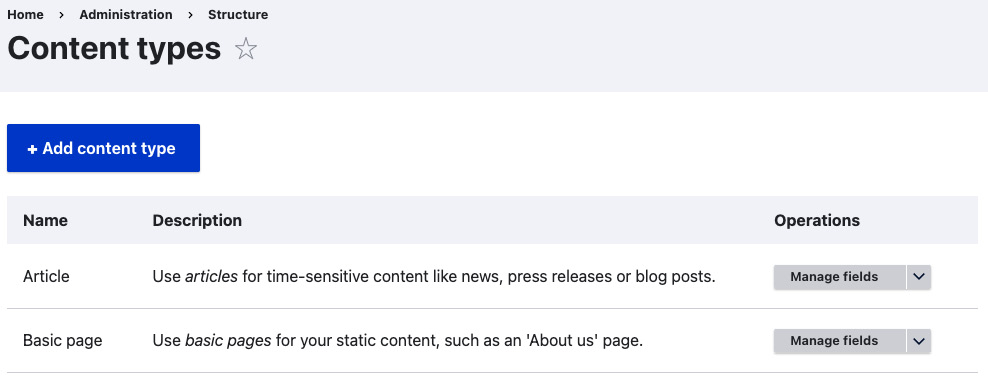 Home › Administration › Structure
Content types
+ Add content type
Name Description Operations
Article Use articles for time-sensitive content like news, press releases or blog posts. Manage fields
Basic page Use basic pages for your static content, such as an 'About us' page. Manage fields